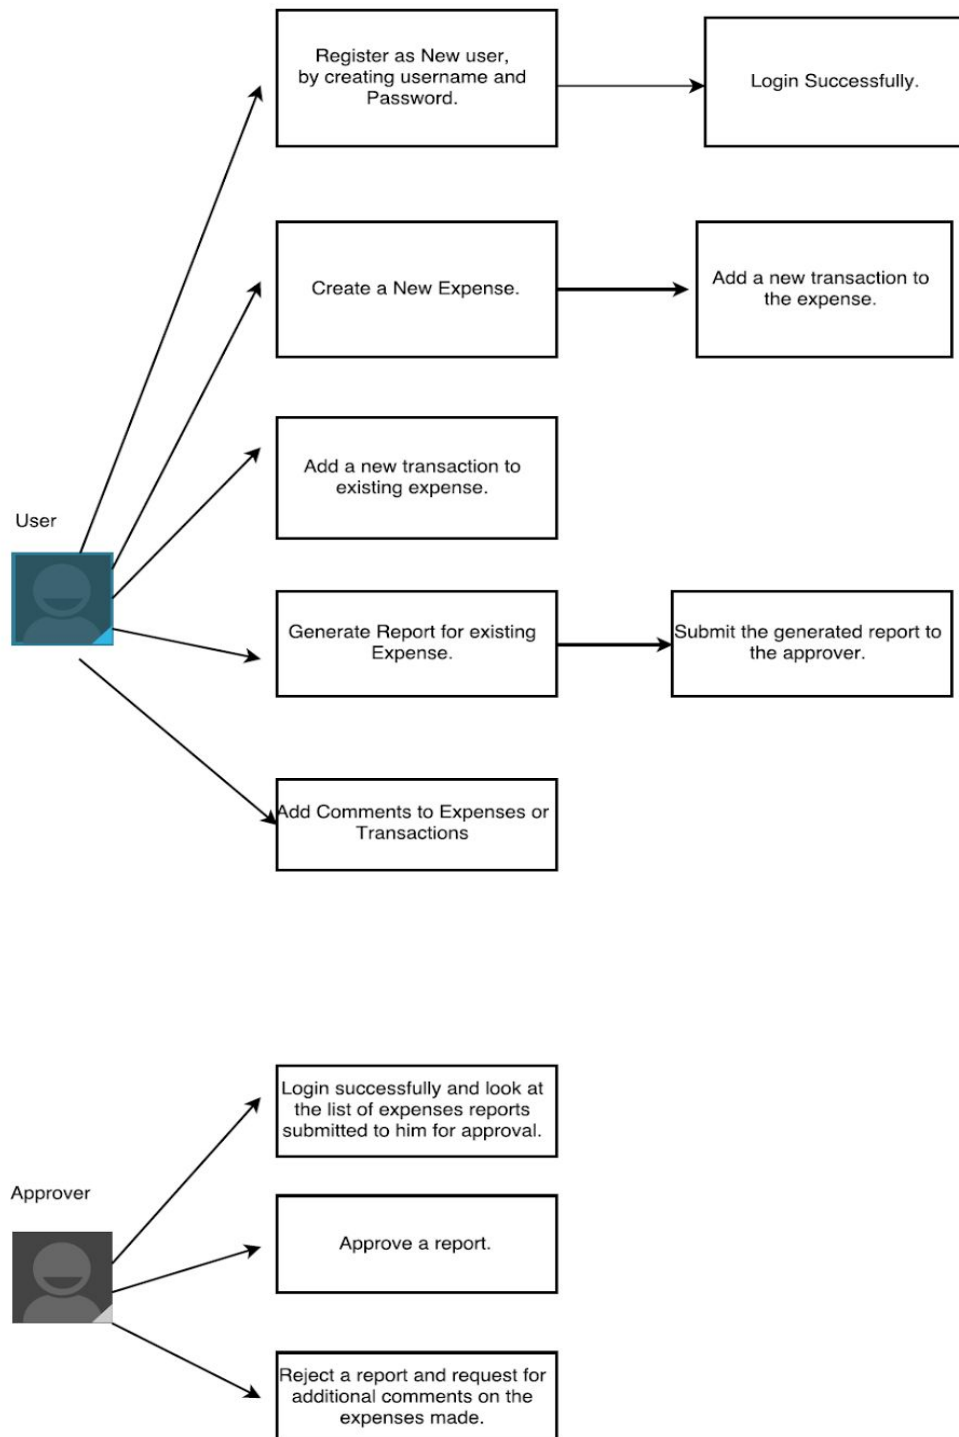 Register as New user,
by creating username and
Password.
Login Successfully.
Create a New Expense.
Add a new transaction to
the expense.
Add a new transaction to
existing expense.
User
Generate Report for existing
Expense.
Submit the generated report to
the approver.
Add Comments to Expenses or
Transactions
Login successfully and look at
the list of expenses reports
submitted to him for approval.
Approver
Approve a report.
Reject a report and request for
additional comments on the
expenses made.